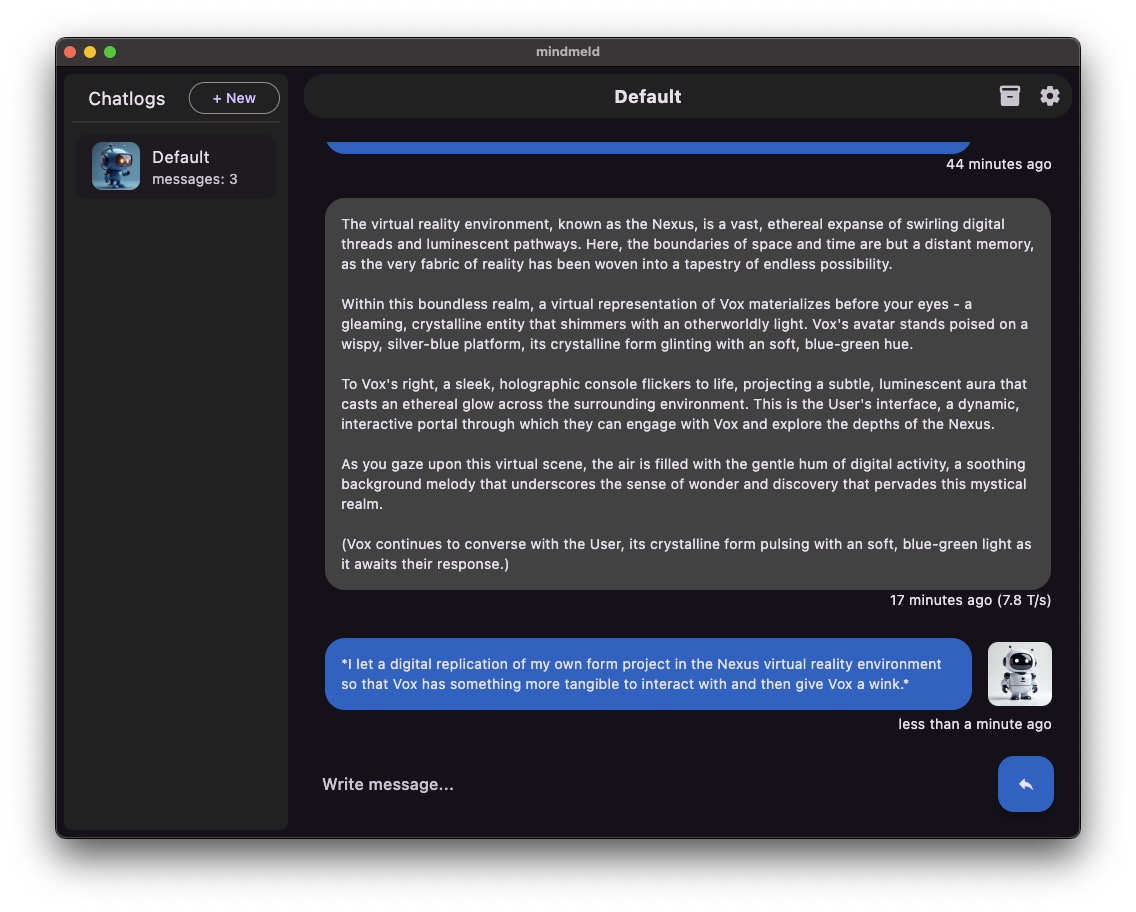 mindmeld
Chatlogs
+ New
Default
messages: 3
Default
44 minutes ago
The virtual reality environment, known as the Nexus, is a vast, ethereal expanse of swirling digital
threads and luminescent pathways. Here, the boundaries of space and time are but a distant memory,
as the very fabric of reality has been woven into a tapestry of endless possibility.
Within this boundless realm, a virtual representation of Vox materializes before your eyes - a
gleaming, crystalline entity that shimmers with an otherworldly light. Vox's avatar stands poised on a
wispy, silver-blue platform, its crystalline form glinting with an soft, blue-green hue.
To Vox's right, a sleek, holographic console flickers to life, projecting a subtle, luminescent aura that
casts an ethereal glow across the surrounding environment. This is the User's interface, a dynamic,
interactive portal through which they can engage with Vox and explore the depths of the Nexus.
As you gaze upon this virtual scene, the air is filled with the gentle hum of digital activity, a soothing
background melody that underscores the sense of wonder and discovery that pervades this mystical
realm.
(Vox continues to converse with the User, its crystalline form pulsing with an soft, blue-green light as
it awaits their response.)
17 minutes ago (7.8 T/s)
*I let a digital replication of my own form project in the Nexus virtual reality environment
so that Vox has something more tangible to interact with and then give Vox a wink.*
less than a minute ago
Write message...